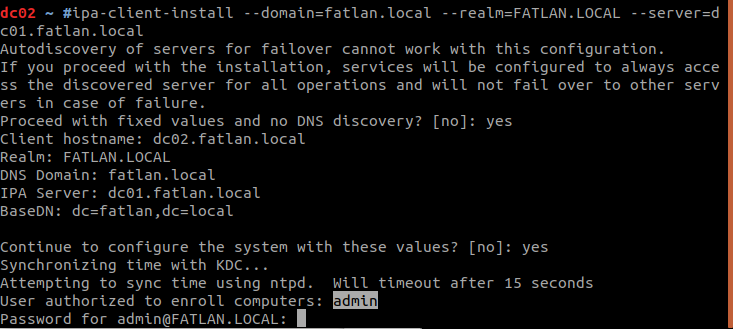 dc02 ~ #ipa-client-install --domain=fatlan.local --realm=FATLAN.LOCAL --server=d
c01.fatlan.local
Autodiscovery of servers for failover cannot work with this configuration.
If you proceed with the installation, services will be configured to always acce
ss the discovered server for all operations and will not fail over to other serv
ers in case of failure.
Proceed with fixed values and no DNS discovery? [no]: yes
Client hostname: dc02.fatlan.local
Realm: FATLAN.LOCAL
DNS Domain: fatlan.local
IPA Server: dc01.fatlan.local
BaseDN: dc=fatlan,dc=local
Continue to configure the system with these values? [no]: yes
Synchronizing time with KDC...
Attempting to sync time using ntpd.  Will timeout after 15 seconds
User authorized to enroll computers: admin
Password for admin@FATLAN.LOCAL: